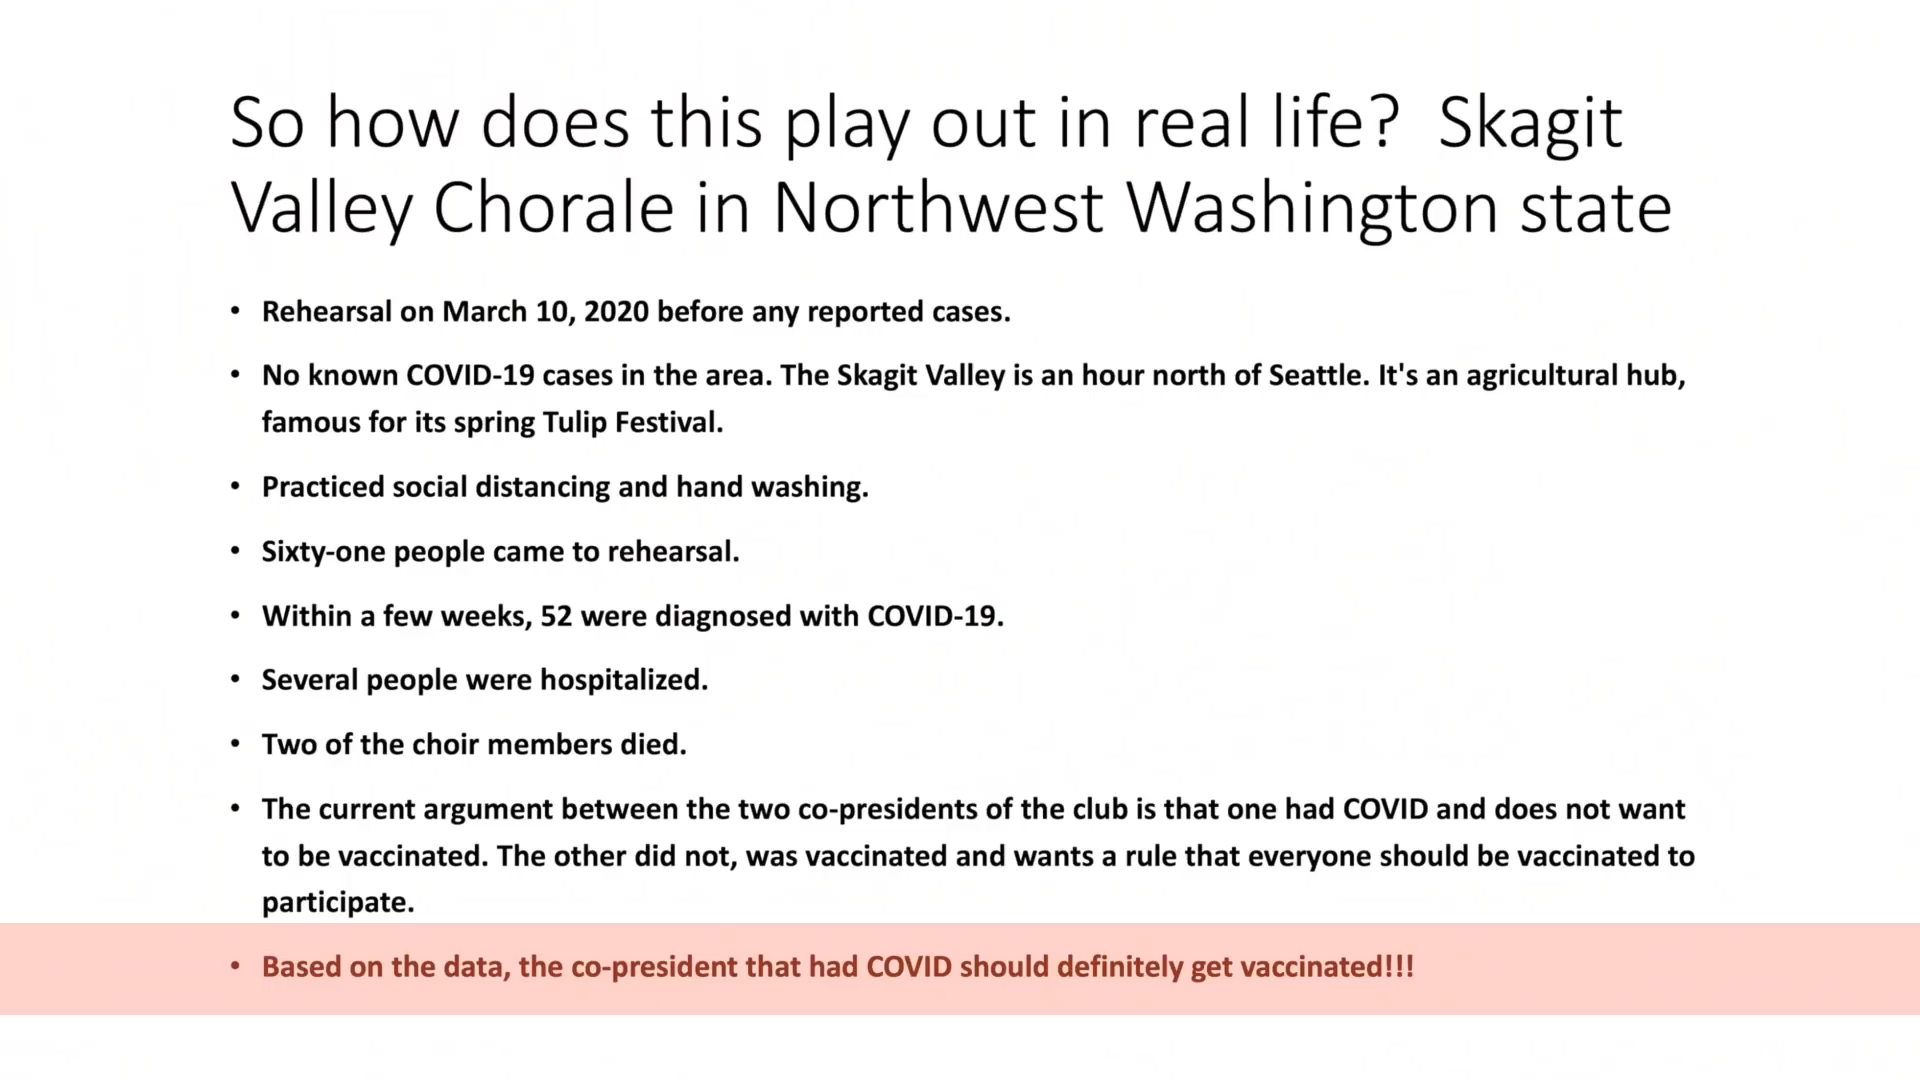 So how does this play out in real life?  Skagit
Valley Chorale in Northwest Washington state
• Rehearsal on March 10, 2020 before any reported cases.
• No known COVID-19 cases in the area. The Skagit Valley is an hour north of Seattle. It's an agricultural hub,
famous for its spring Tulip Festival.
• Practiced social distancing and hand washing.
• Sixty-one people came to rehearsal.
• Within a few weeks, 52 were diagnosed with COVID-19.
• Several people were hospitalized.
• Two of the choir members died.
• The current argument between the two co-presidents of the club is that one had COVID and does not want
to be vaccinated. The other did not, was vaccinated and wants a rule that everyone should be vaccinated to
participate.
• Based on the data, the co-president that had COVID should definitely get vaccinated!!!